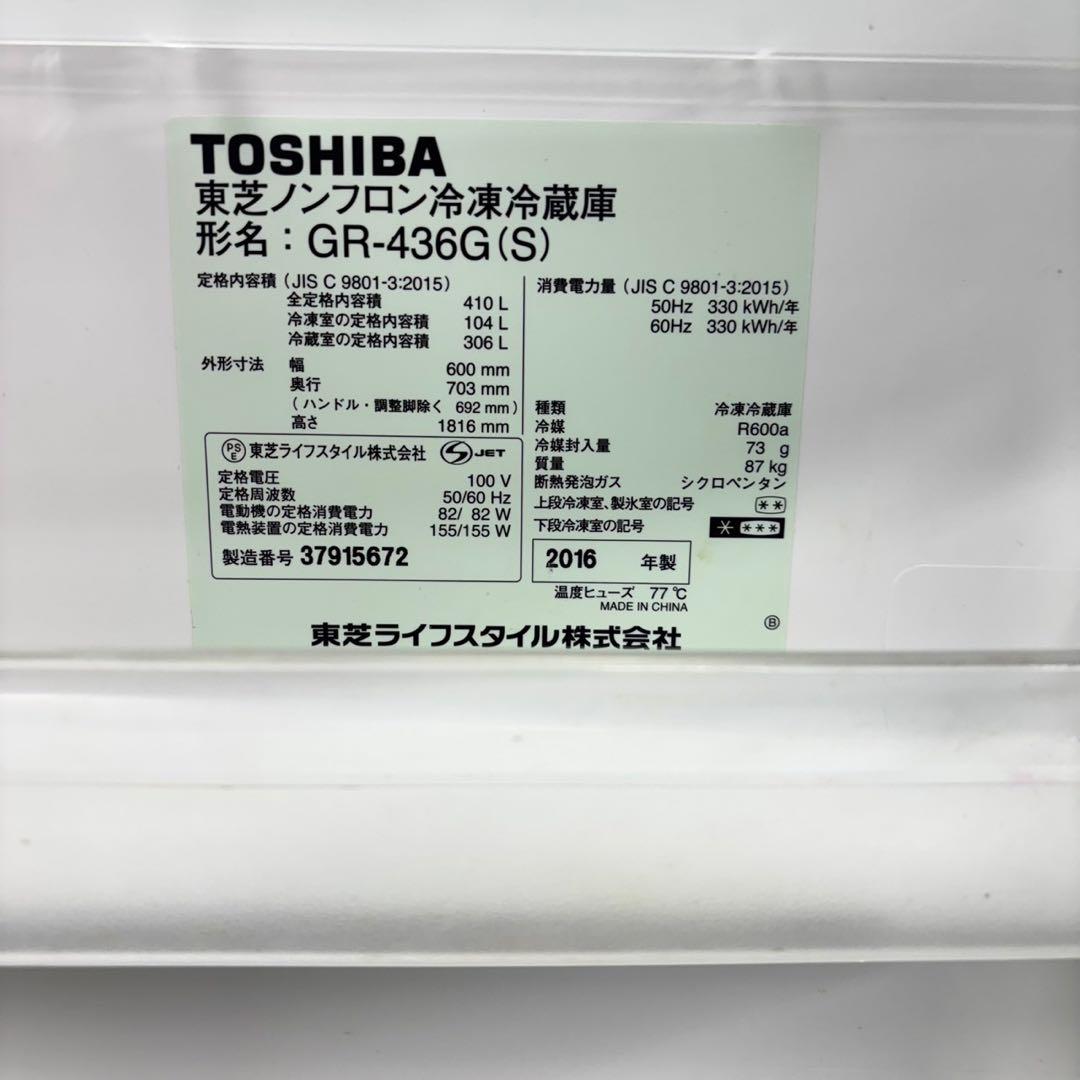 TOSHIBA
東芝ノンフロン冷凍冷蔵庫
形名：GR-436G(S)
定格内容積 (JIS C 9801-3:2015)
全定格内容積 410 L
冷凍室の定格内容積 104 L
冷蔵室の定格内容積 306 L
外形寸法 幅 600 mm
奥行 703 mm
(ハンドル・調整脚除く 692 mm)
高さ 1816 mm
PSE 東芝ライフスタイル株式会社 S JET
定格電圧 100 V
定格周波数 50/60 Hz
電動機の定格消費電力 82/ 82 W
電熱装置の定格消費電力 155/155 W
製造番号 37915672
消費電力量 (JIS C 9801-3:2015)
50Hz 330 kWh/年
60Hz 330 kWh/年
種類 冷凍冷蔵庫
冷媒 R600a
冷媒封入量 73 g
質量 87 kg
断熱発泡ガス シクロペンタン
上段冷凍室、製氷室の記号 **
下段冷凍室の記号 * ***
2016 年製
温度ヒューズ 77℃
MADE IN CHINA
Ⓑ
東芝ライフスタイル株式会社